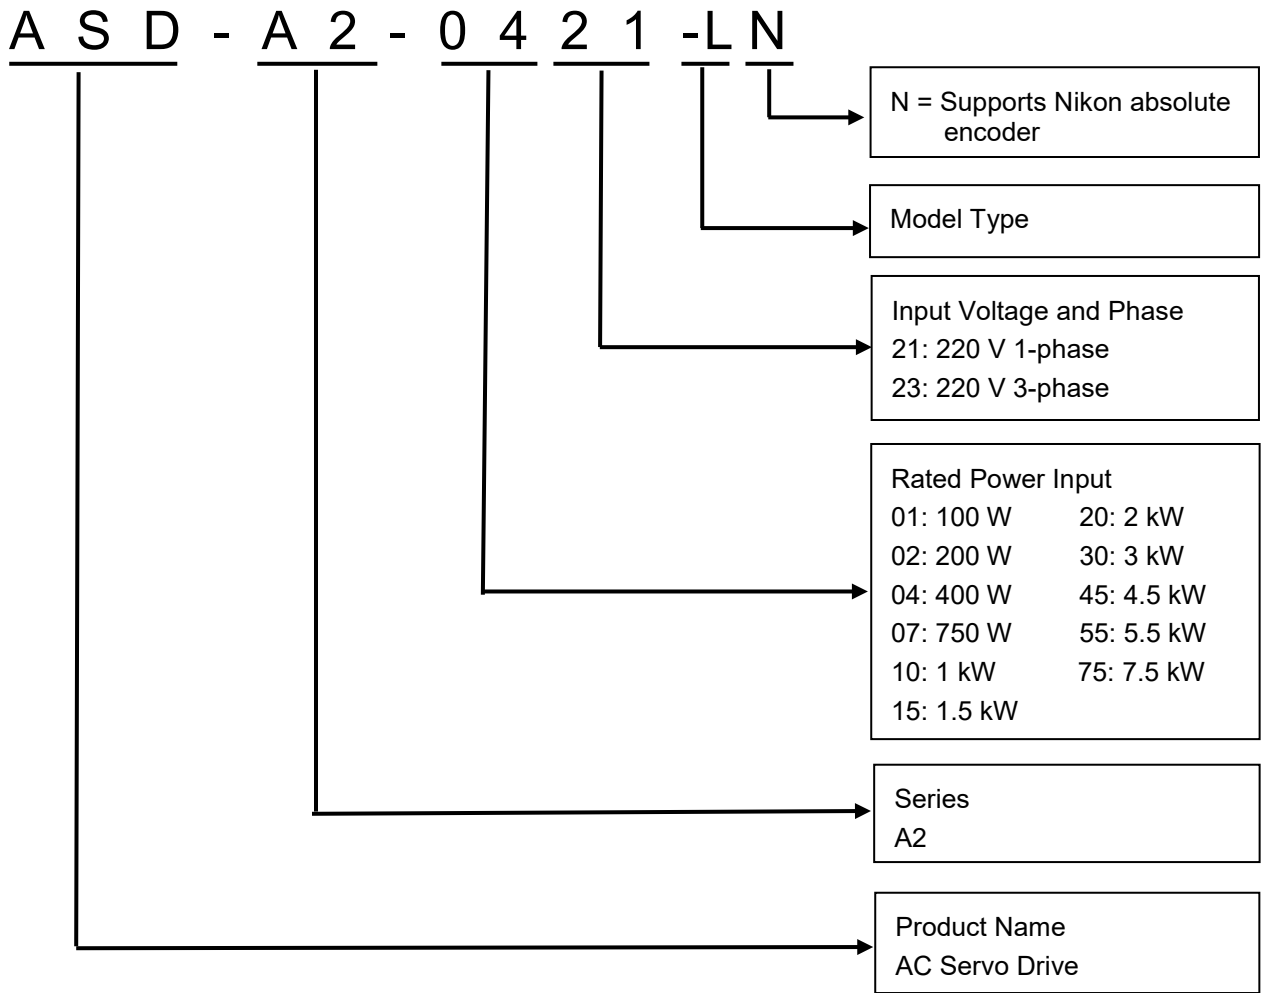 A S D - A 2 - 0 4 2 1 -L N
N = Supports Nikon absolute
encoder
Model Type
Input Voltage and Phase
21: 220 V 1-phase
23: 220 V 3-phase
Rated Power Input
01: 100 W 20: 2 kW
02: 200 W 30: 3 kW
04: 400 W 45: 4.5 kW
07: 750 W 55: 5.5 kW
10: 1 kW 75: 7.5 kW
15: 1.5 kW
Series
A2
Product Name
AC Servo Drive